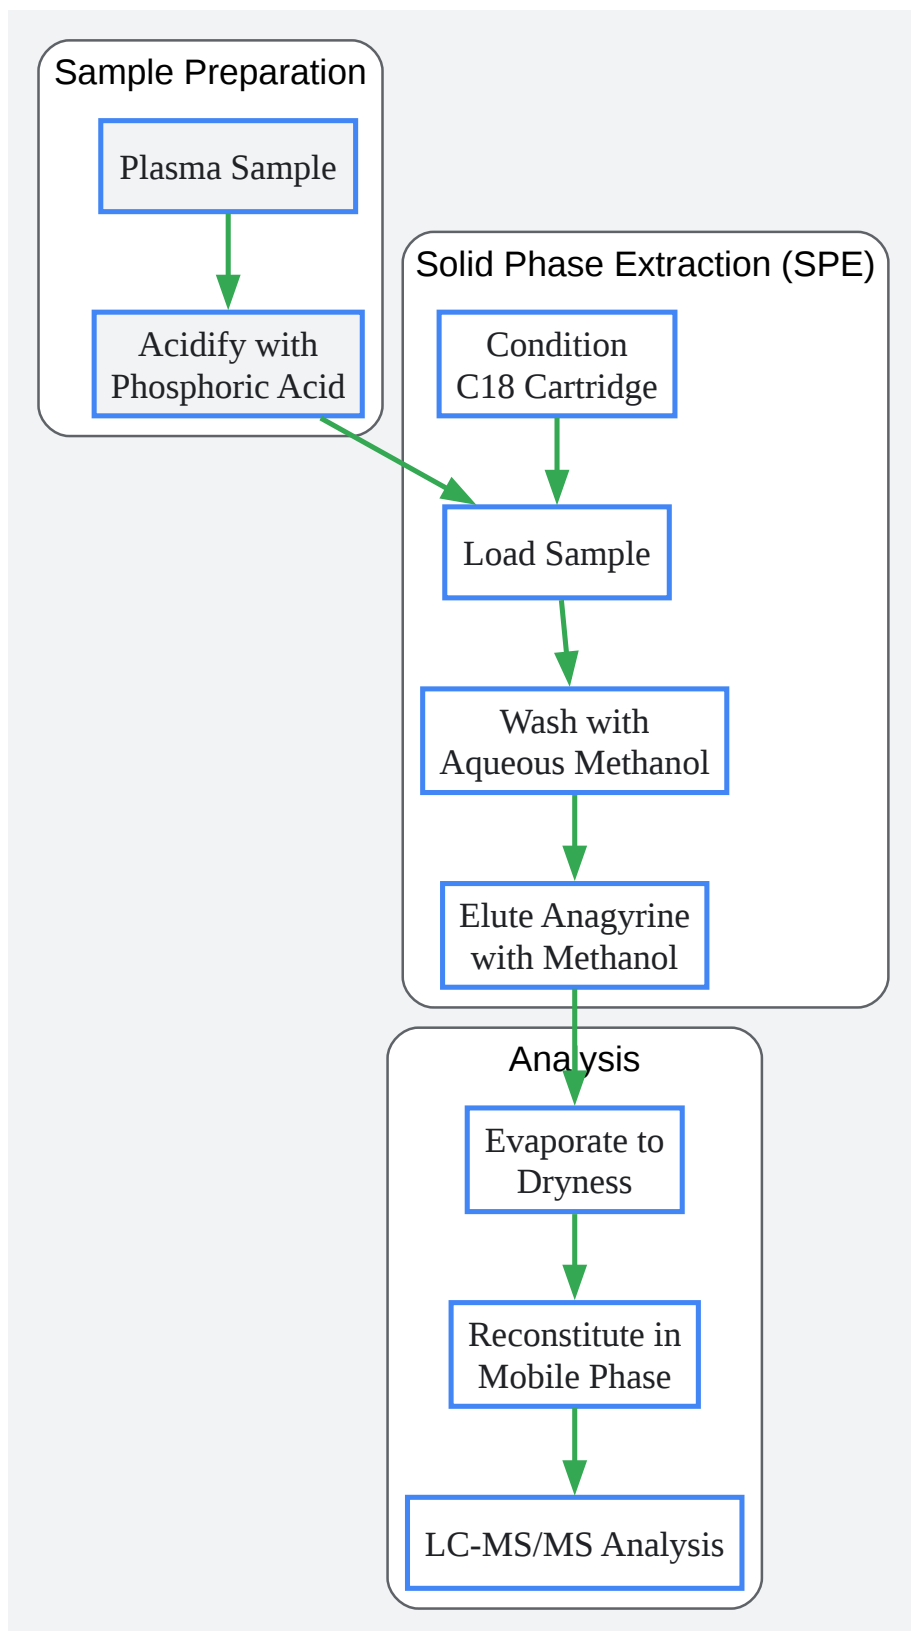 Sample Preparation
Plasma Sample
Acidify with
Phosphoric Acid
Solid Phase Extraction (SPE)
Condition
C18 Cartridge
Load Sample
Wash with
Aqueous Methanol
Elute Anagyrine
with Methanol
Analysis
Evaporate to
Dryness
Reconstitute in
Mobile Phase
LC-MS/MS Analysis